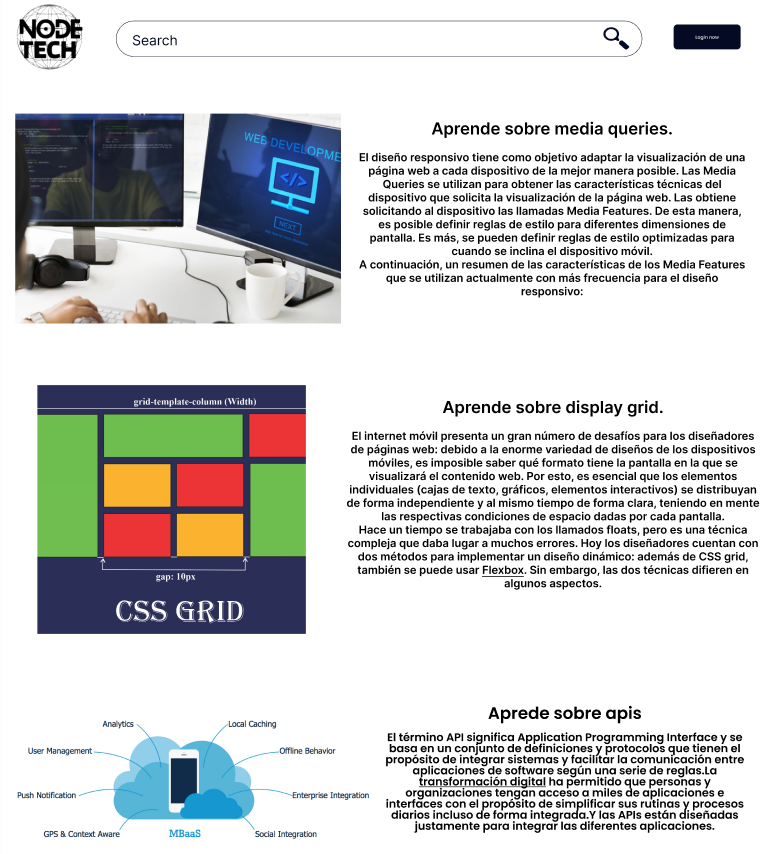 NODE
TECH
Search
Login now
WEB DEVELOPME
</>
NEXT
Aprende sobre media queries.
El diseño responsivo tiene como objetivo adaptar la visualización de una
página web a cada dispositivo de la mejor manera posible. Las Media
Queries se utilizan para obtener las características técnicas del
dispositivo que solicita la visualización de la página web. Las obtiene
solicitando al dispositivo las llamadas Media Features. De esta manera,
es posible definir reglas de estilo para diferentes dimensiones de
pantalla. Es más, se pueden definir reglas de estilo optimizadas para
cuando se inclina el dispositivo móvil.
A continuación, un resumen de las características de los Media Features
que se utilizan actualmente con más frecuencia para el diseño
responsivo:
grid-template-column (Width)
gap: 10px
CSS GRID
Aprende sobre display grid.
El internet móvil presenta un gran número de desafíos para los diseñadores
de páginas web: debido a la enorme variedad de diseños de los dispositivos
móviles, es imposible saber qué formato tiene la pantalla en la que se
visualizará el contenido web. Por esto, es esencial que los elementos
individuales (cajas de texto, gráficos, elementos interactivos) se distribuyan
de forma independiente y al mismo tiempo de forma clara, teniendo en mente
las respectivas condiciones de espacio dadas por cada pantalla.
Hace un tiempo se trabajaba con los llamados floats, pero es una técnica
compleja que daba lugar a muchos errores. Hoy los diseñadores cuentan con
dos métodos para implementar un diseño dinámico: además de CSS grid,
también se puede usar Flexbox. Sin embargo, las dos técnicas difieren en
algunos aspectos.
Analytics
Local Caching
User Management
Offline Behavior
Push Notification
Enterprise Integration
GPS & Context Aware
MBaaS
Social Integration
Aprede sobre apis
El término API significa Application Programming Interface y se
basa en un conjunto de definiciones y protocolos que tienen el
propósito de integrar sistemas y facilitar la comunicación entre
aplicaciones de software según una serie de reglas.La
transformación digital ha permitido que personas y
organizaciones tengan acceso a miles de aplicaciones e
interfaces con el propósito de simplificar sus rutinas y procesos
diarios incluso de forma integrada.Y las APIs están diseñadas
justamente para integrar las diferentes aplicaciones.